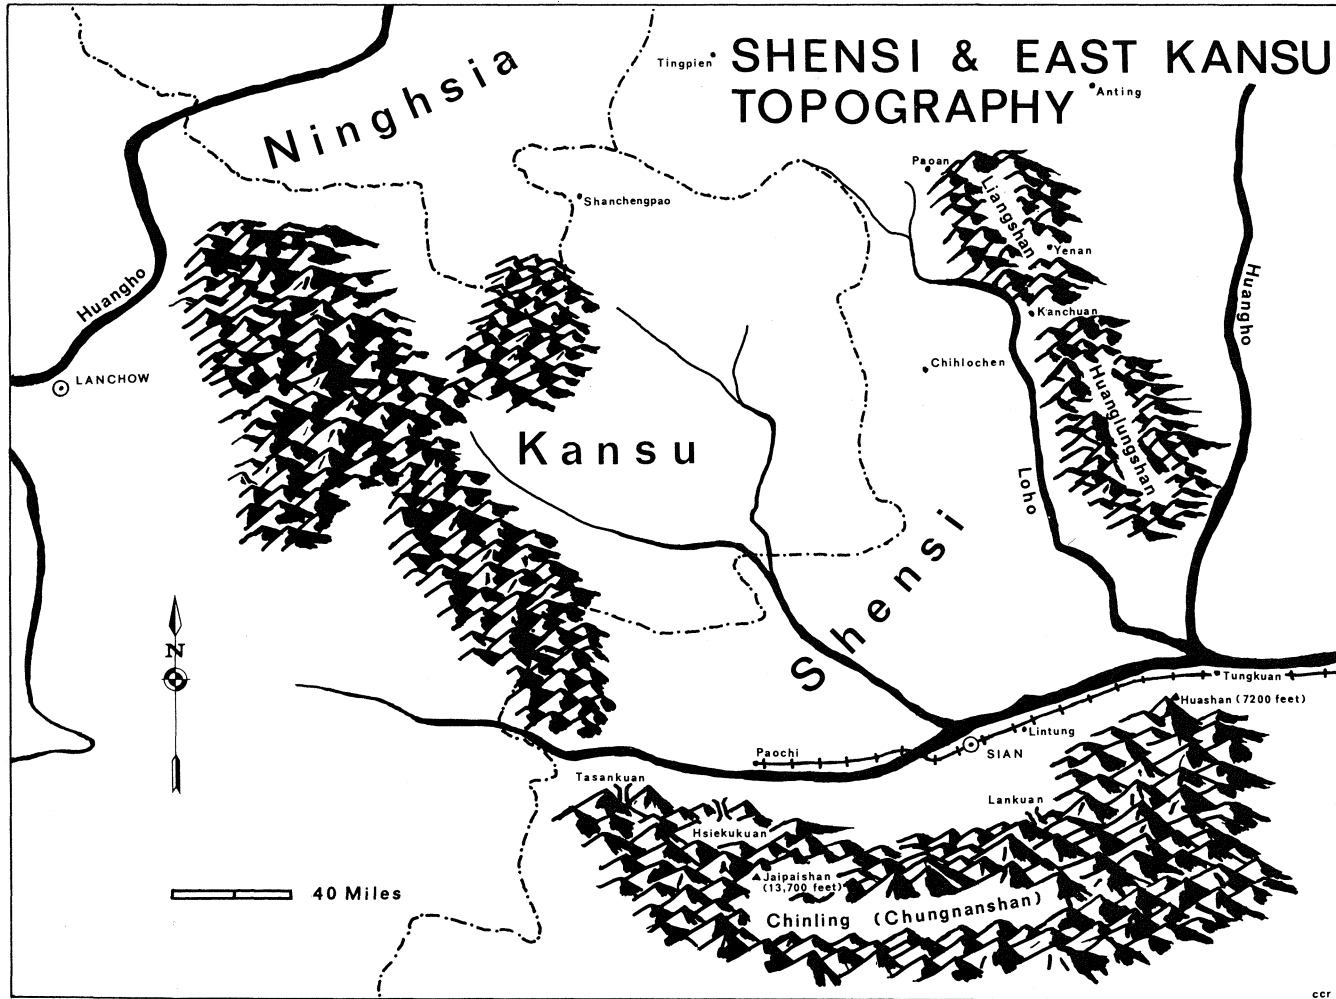 SHENSI & EAST KANSU
TOPOGRAPHY
Tingpien
Anting
Ninghsia
Paoan
Liangshan
Shanchengpao
Yenan
Huangho
Huangho
Kanchuan
LANCHOW
Chihlochen
Huanglungshan
Kansu
Loho
Shensi
N
Tungkuan
Huashan (7200 feet)
Lintung
Paochi
SIAN
Tasankuan
Lankuan
Hsiekukuan
Jaipaishan
(13,700 feet)
40 Miles
Chinling (Chungnanshan)
ccr